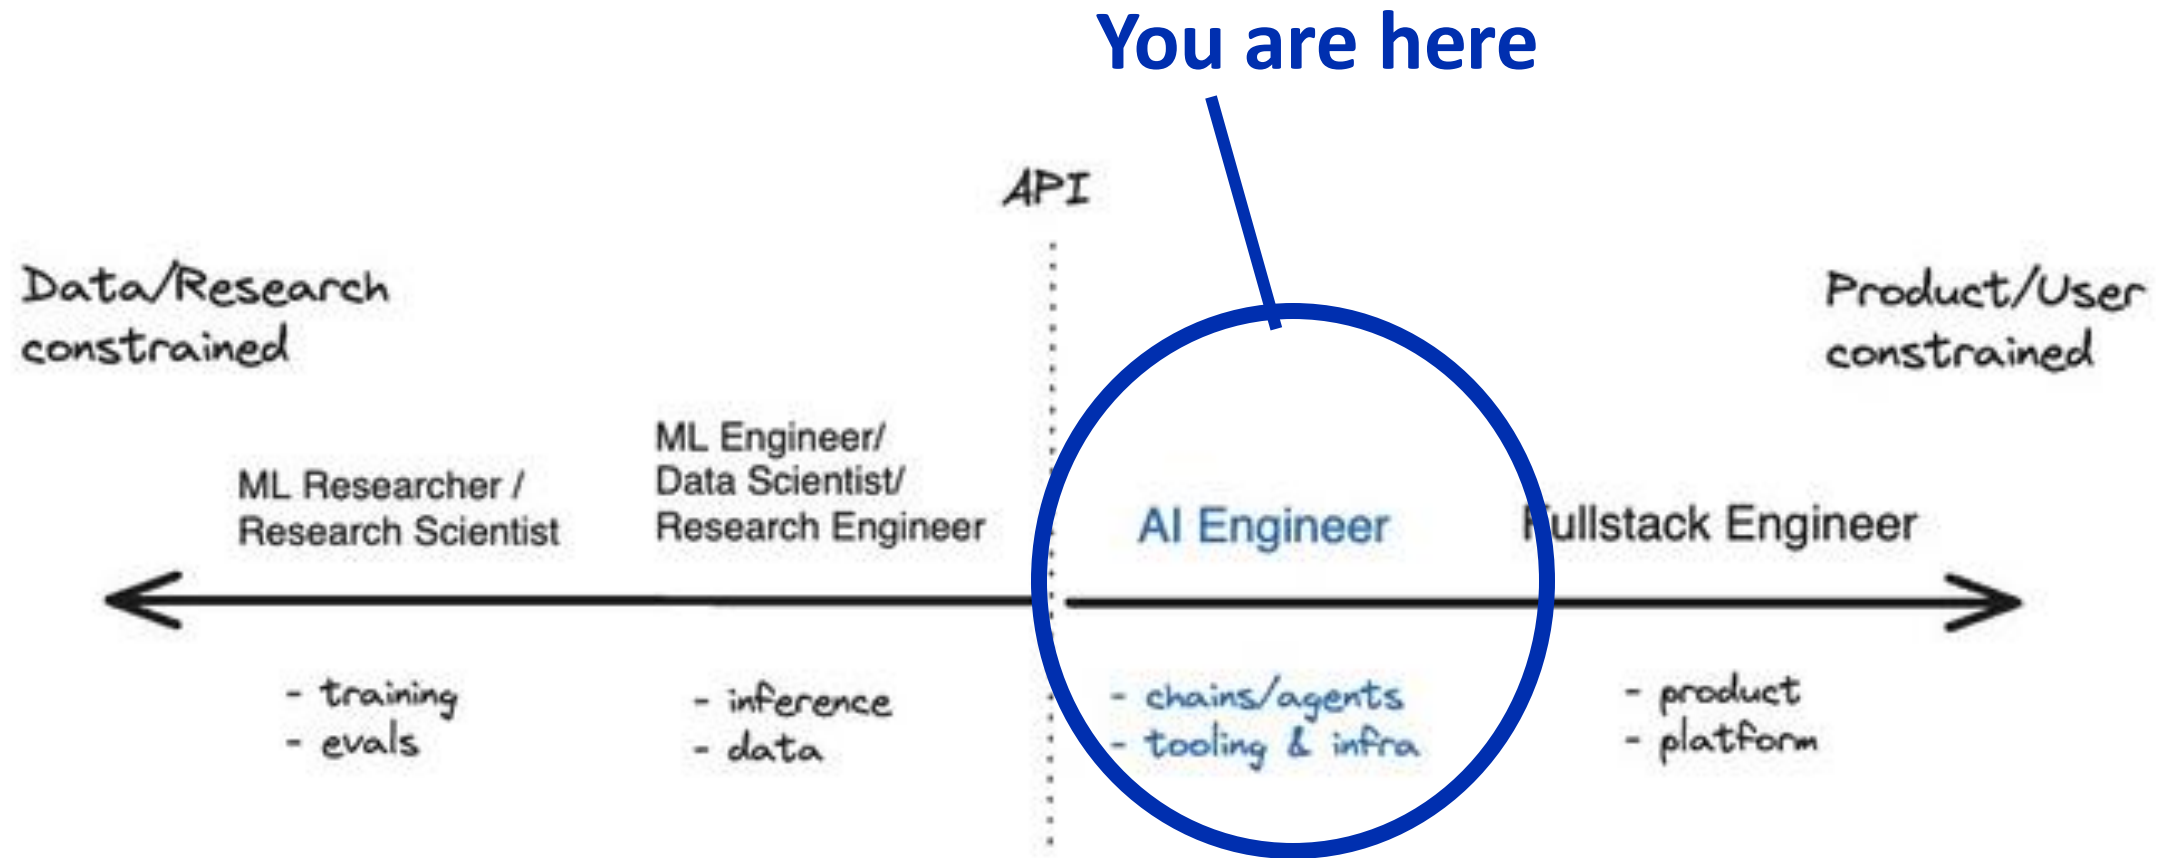 You are here
API
Data/Research
constrained
Product/User
constrained
ML Researcher /
Research Scientist
ML Engineer/
Data Scientist/
Research Engineer
AI Engineer
Fullstack Engineer
- training
- evals
- inference
- data
- chains/agents
- tooling & infra
- product
- platform